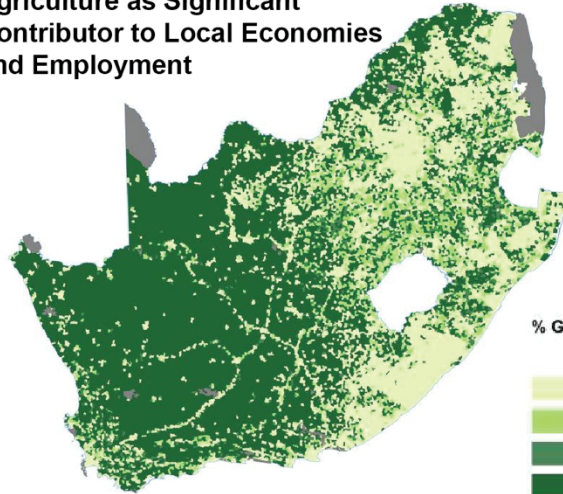 griculture as Significant
ontributor to Local Economies
nd Employment
% G